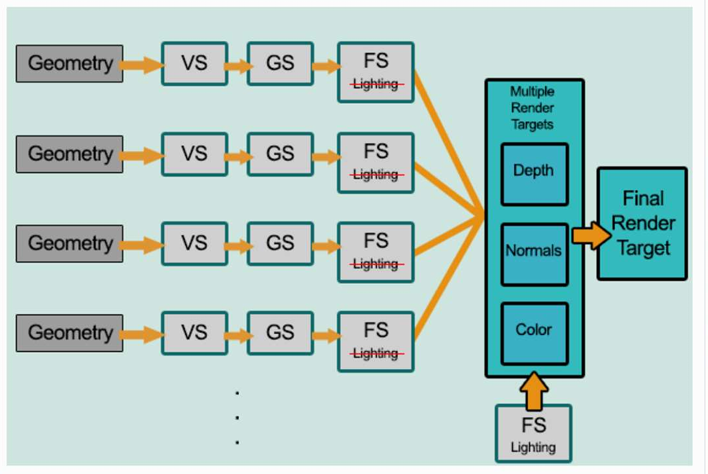 Geometry
VS
GS
FS
Lighting
Geometry
VS
GS
FS
Lighting
Geometry
VS
GS
FS
Lighting
Geometry
VS
GS
FS
Lighting
Multiple
Render
Targets
Depth
Normals
Color
FS
Lighting
Final
Render
Target